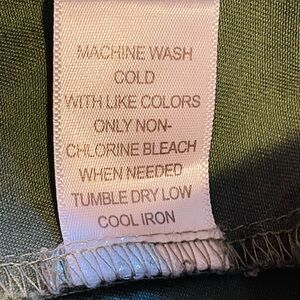 MACHINE WASH
COLD
WITH LIKE COLORS
ONLY NON-
CHLORINE BLEACH
WHEN NEEDED
TUMBLE DRY LOW
COOL IRON